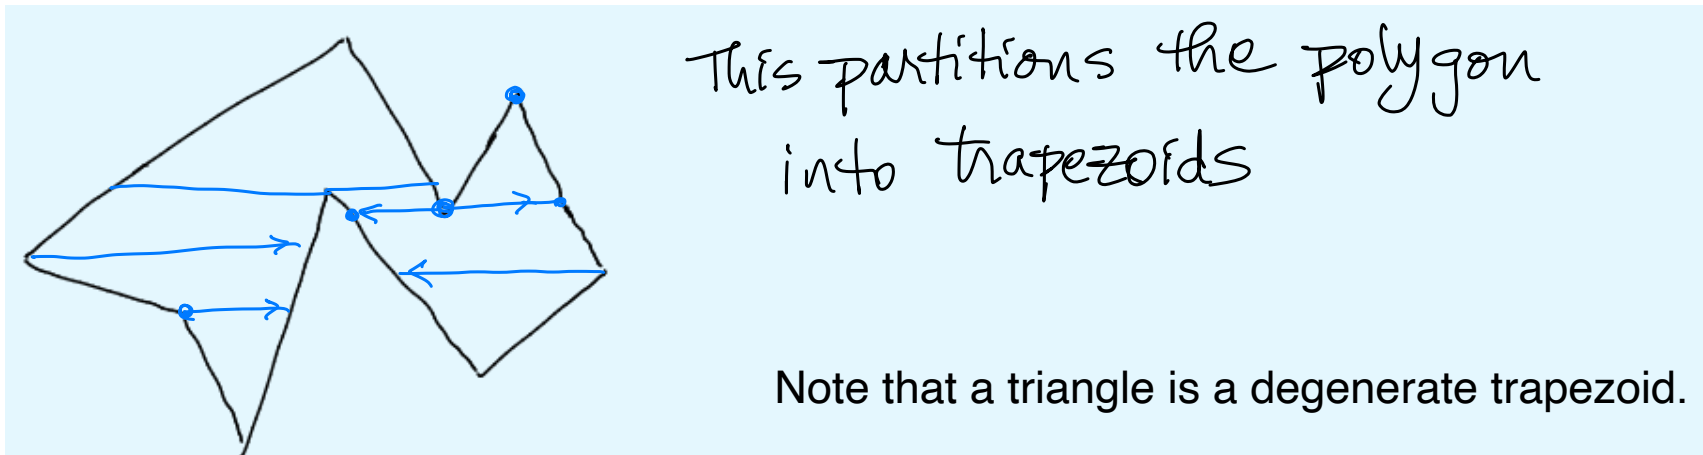 This partitions the polygon
into trapezoids
Note that a triangle is a degenerate trapezoid.